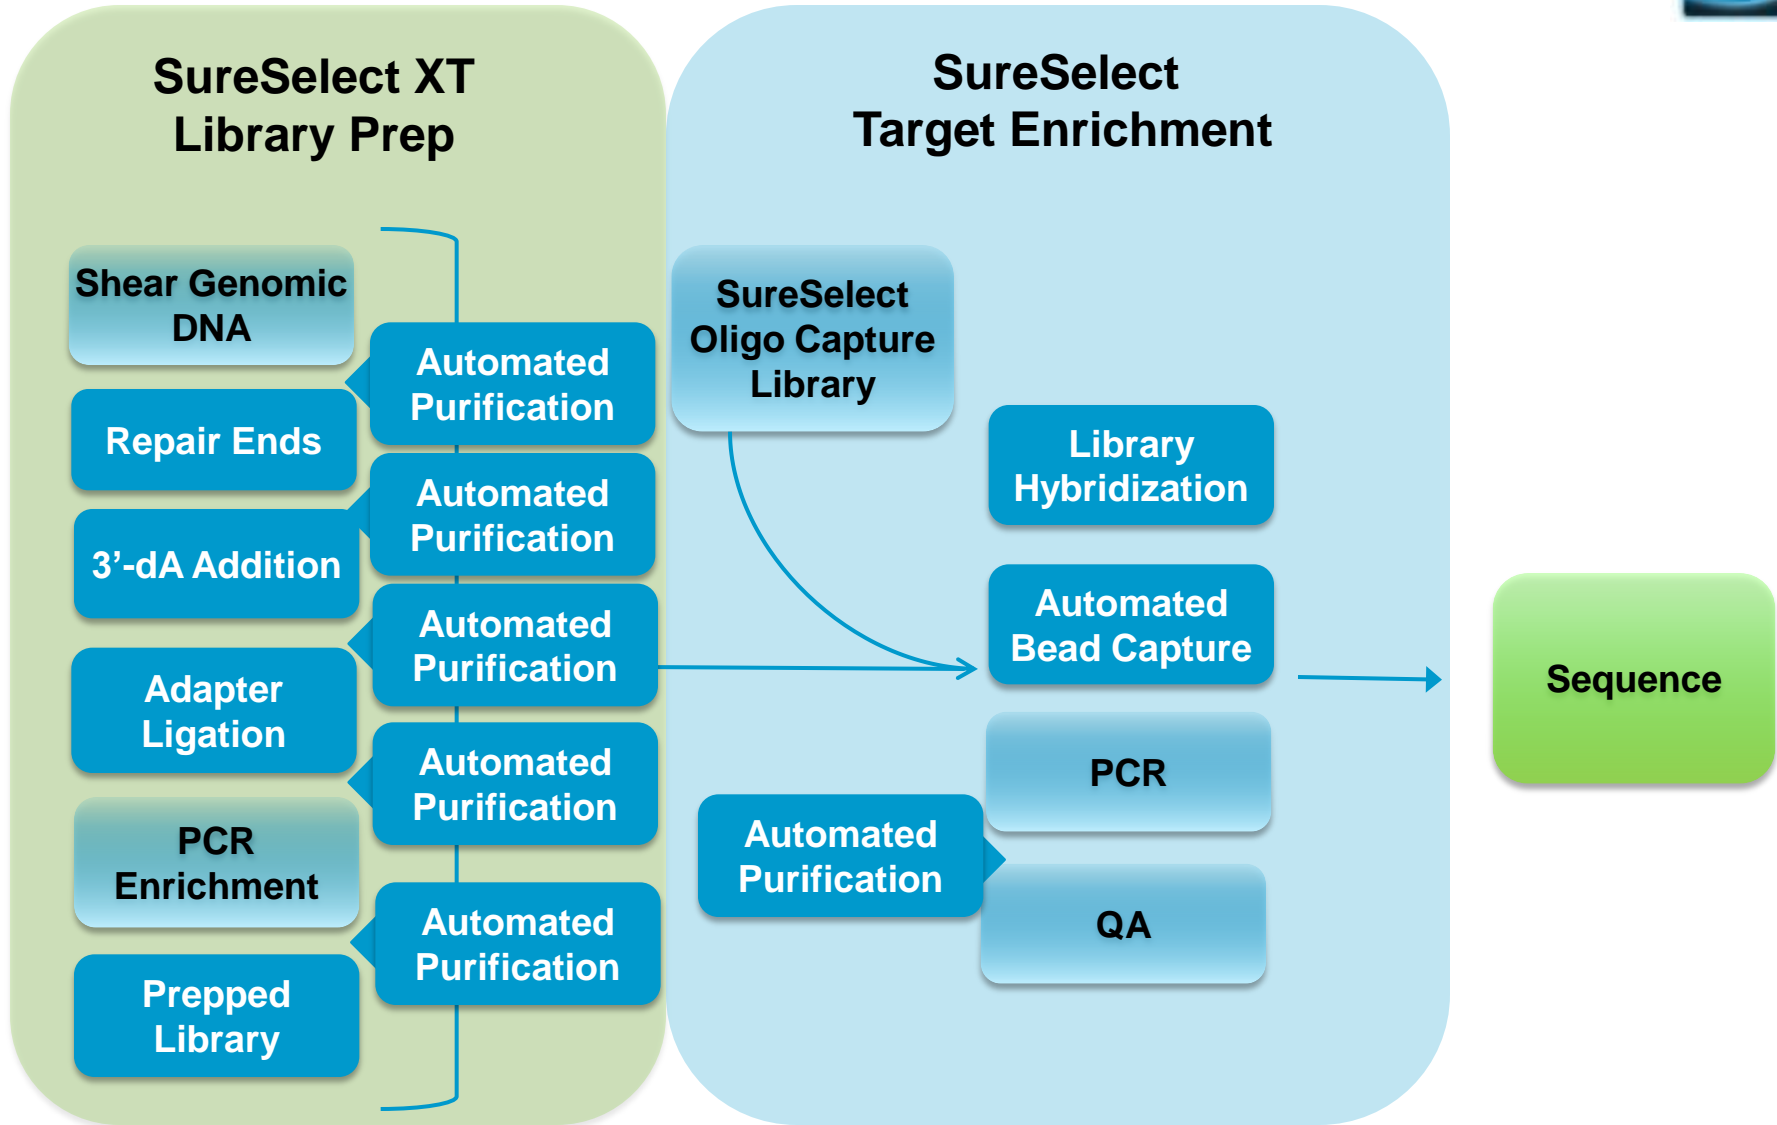 SureSelect XT
Library Prep
Shear Genomic
DNA
Automated
Purification
Repair Ends
Automated
Purification
3’-dA Addition
Automated
Purification
Adapter
Ligation
Automated
Purification
PCR
Enrichment
Automated
Purification
Prepped
Library
SureSelect
Target Enrichment
SureSelect
Oligo Capture
Library
Library
Hybridization
Automated
Bead Capture
PCR
Automated
Purification
QA
Sequence